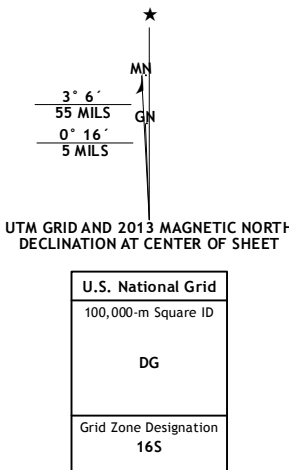 ★
MN
3° 6´
55 MILS
GN
0° 16´
5 MILS
UTM GRID AND 2013 MAGNETIC NORTH
DECLINATION AT CENTER OF SHEET
U.S. National Grid
100,000-m Square ID
DG
Grid Zone Designation
16S